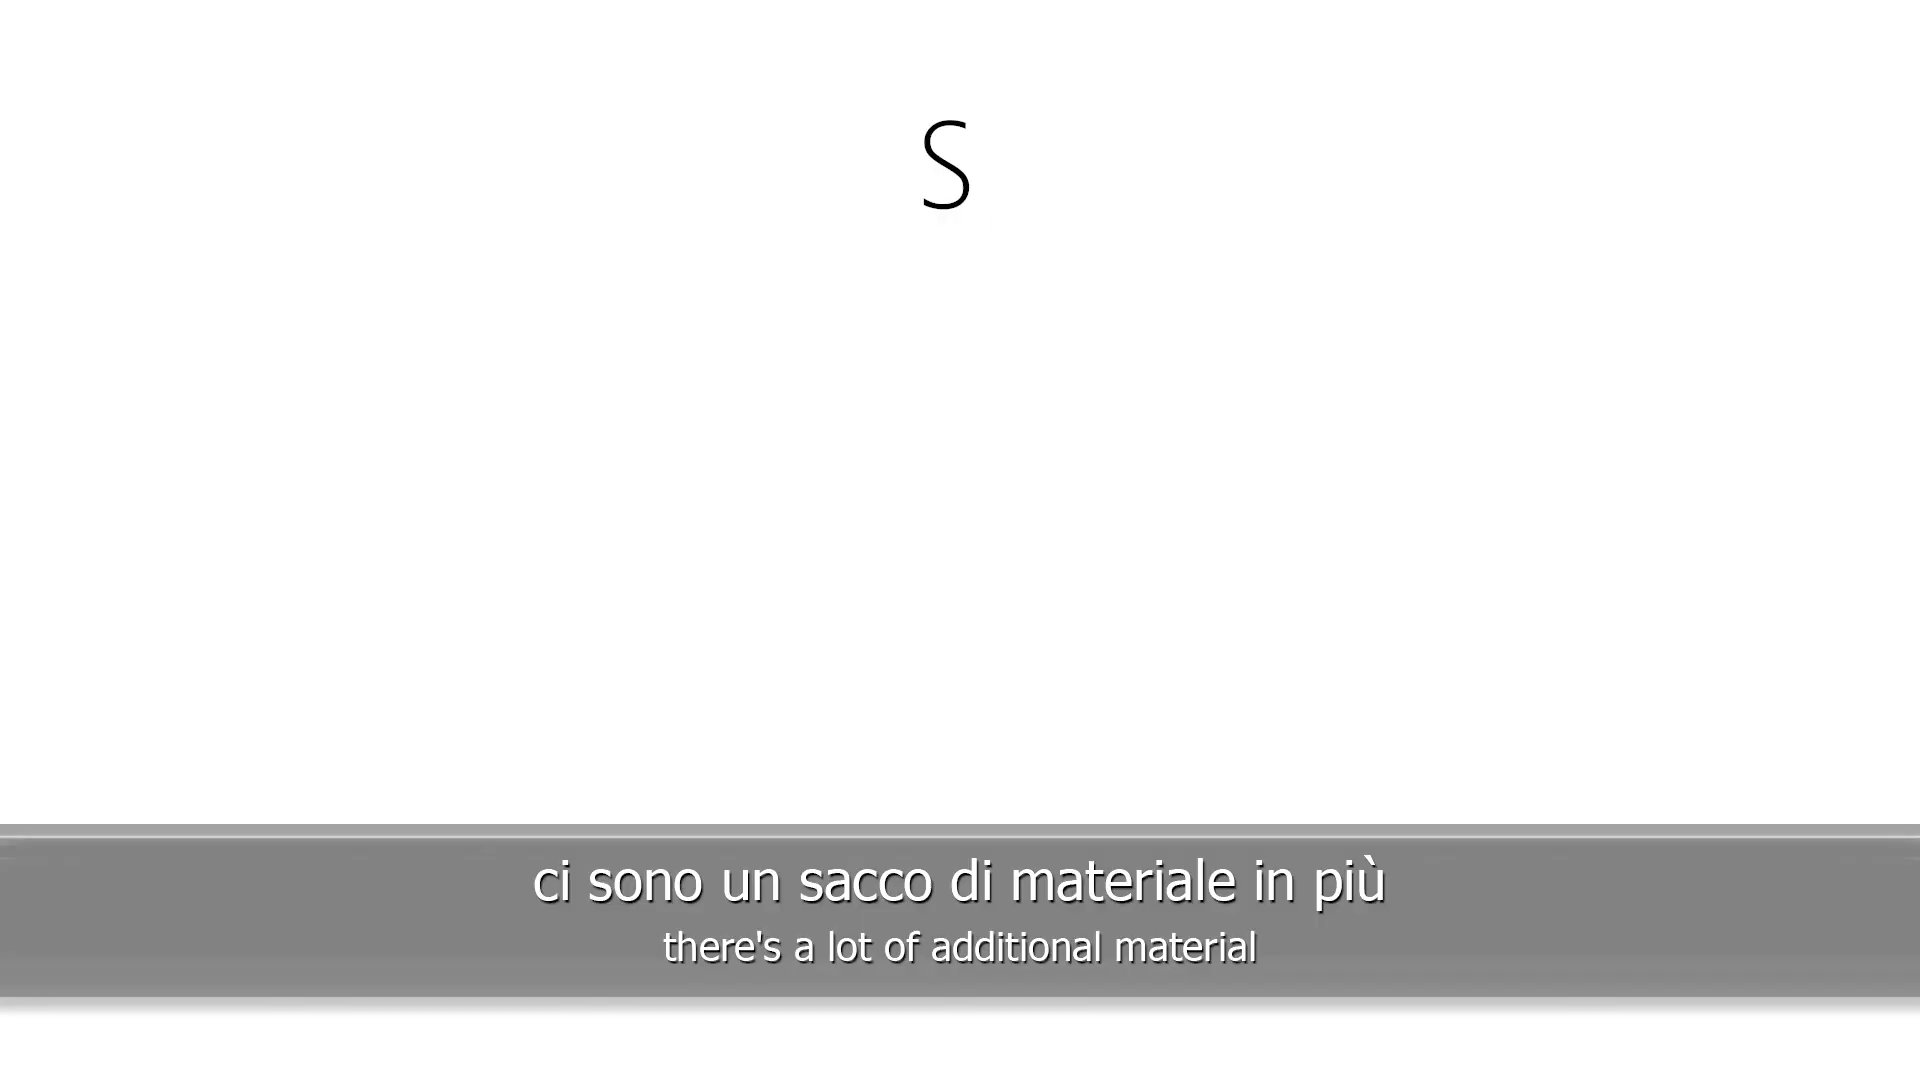 S
ci sono un sacco di materiale in più
there's a lot of additional material